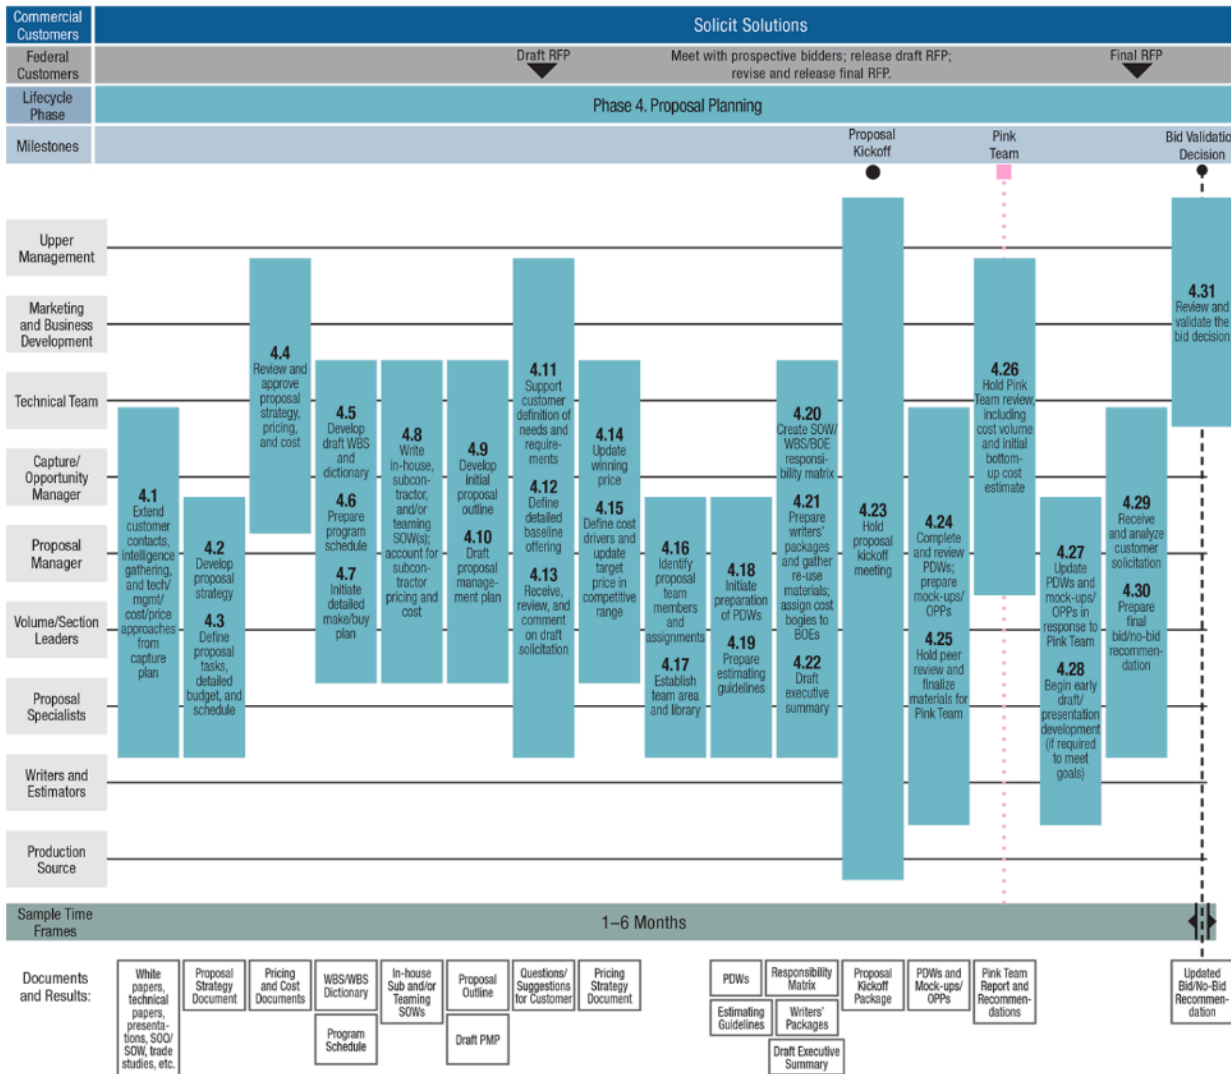 Commercial
Customers
Solicit Solutions
Federal
Customers
Draft RFP
Meet with prospective bidders; release draft RFP;
revise and release final RFP.
Final RFP
Lifecycle
Phase
Phase 4. Proposal Planning
Milestones
Proposal
Kickoff
Pink
Team
Bid Validatio
Decision
Upper
Management
Marketing
and Business
Development
Technical Team
Capture/
Opportunity
Manager
Proposal
Manager
Volume/Section
Leaders
Proposal
Specialists
Writers and
Estimators
Production
Source
4.1
Extend
customer
contacts,
intelligence
gathering,
and tech/
mgmt/
cost/price
approaches
from
capture
plan
4.2
Develop
proposal
strategy
4.3
Define
proposal
tasks,
detailed
budget, and
schedule
4.4
Review and
approve
proposal
strategy,
pricing,
and cost
4.5
Develop
draft WBS
and
dictionary
4.6
Prepare
program
schedule
4.7
Initiate
detailed
make/buy
plan
4.8
Write
in-house,
subcon-
tractor,
and/or
teaming
SOW(s);
account for
subcon-
tractor
pricing and
cost
4.9
Develop
initial
proposal
outline
4.10
Draft
proposal
manage-
ment plan
4.11
Support
customer
definition of
needs and
require-
ments
4.12
Define
detailed
baseline
offering
4.13
Receive,
review, and
comment
on draft
solicitation
4.14
Update
winning
price
4.15
Define cost
drivers and
update
target
price in
competitive
range
4.16
Identify
proposal
team
members
and
assignments
4.17
Establish
team area
and library
4.18
Initiate
preparation
of PDWs
4.19
Prepare
estimating
guidelines
4.20
Create SOW/
WBS/BOE
responsi-
bility matrix
4.21
Prepare
writers'
packages
and gather
re-use
materials;
assign cost
bogies to
BOEs
4.22
Draft
executive
summary
4.23
Hold
proposal
kickoff
meeting
4.24
Complete
and review
PDWs;
prepare
mock-ups/
OPPs
4.25
Hold peer
review and
finalize
materials for
Pink Team
4.26
Hold Pink
Team review,
including
cost volume
and initial
bottom-
up cost
estimate
4.27
Update
PDWs and
mock-ups/
OPPs in
response to
Pink Team
4.28
Begin early
draft/
presentation
development
(if required
to meet
goals)
4.29
Receive
and analyze
customer
solicitation
4.30
Prepare
final
bid/no-bid
recommen-
dation
4.31
Review and
validate the
bid decision
Sample Time
Frames
1–6 Months
Documents
and Results:
White
papers,
technical
papers,
presenta-
tions, SOQ/
SOW, trade
studies, etc.
Proposal
Strategy
Document
Pricing
and Cost
Documents
WBS/WBS
Dictionary
Program
Schedule
In-house
Sub and/or
Teaming
SOWs
Proposal
Outline
Draft PMP
Questions/
Suggestions
for Customer
Pricing
Strategy
Document
PDWs
Estimating
Guidelines
Responsibility
Matrix
Writers'
Packages
Draft Executive
Summary
Proposal
Kickoff
Package
PDWs and
Mock-ups/
OPPs
Pink Team
Report and
Recommen-
dations
Updated
Bid/No-Bid
Recommen-
dation